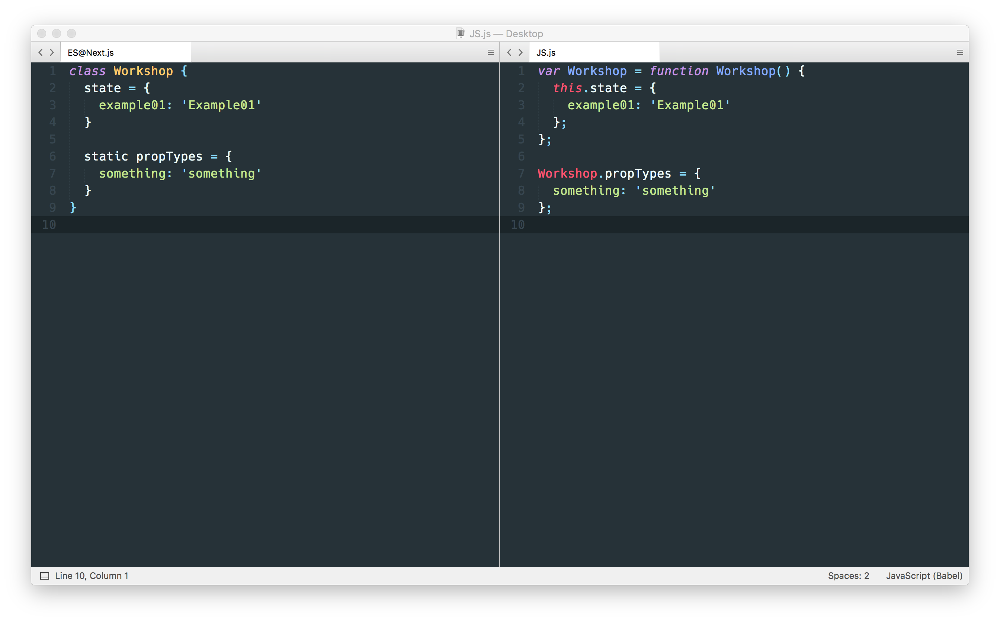 JS.js — Desktop
ES@Next.js
1 class Workshop {
2   state = {
3     example01: 'Example01'
4   }
5
6   static propTypes = {
7     something: 'something'
8   }
9 }
10
JS.js
1 var Workshop = function Workshop() {
2   this.state = {
3     example01: 'Example01'
4   };
5 };
6
7 Workshop.propTypes = {
8   something: 'something'
9 };
10
Line 10, Column 1
Spaces: 2
JavaScript (Babel)